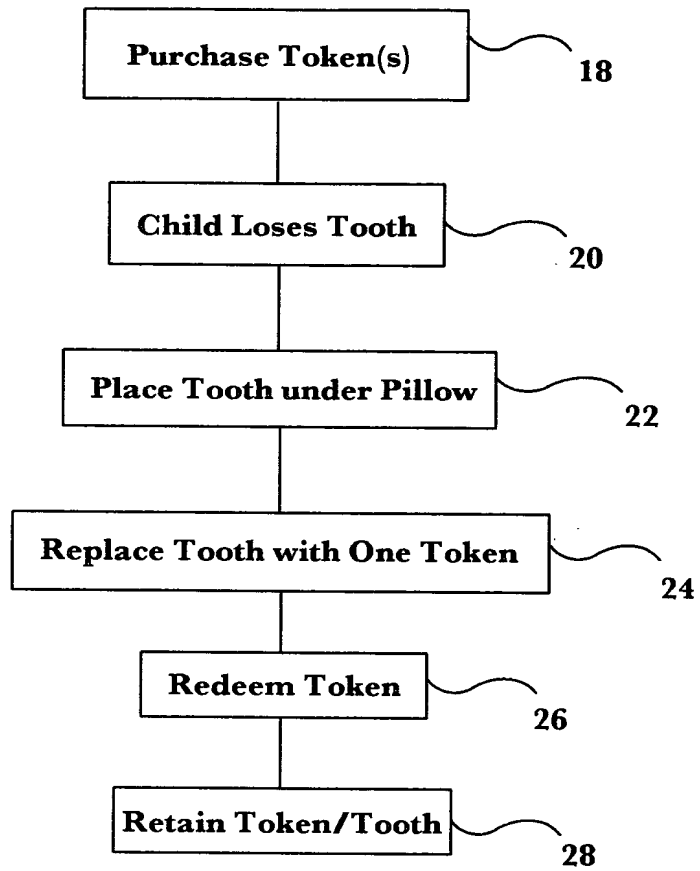 Purchase Token(s)
18
Child Loses Tooth
20
Place Tooth under Pillow
22
Replace Tooth with One Token
24
Redeem Token
26
Retain Token/Tooth
28